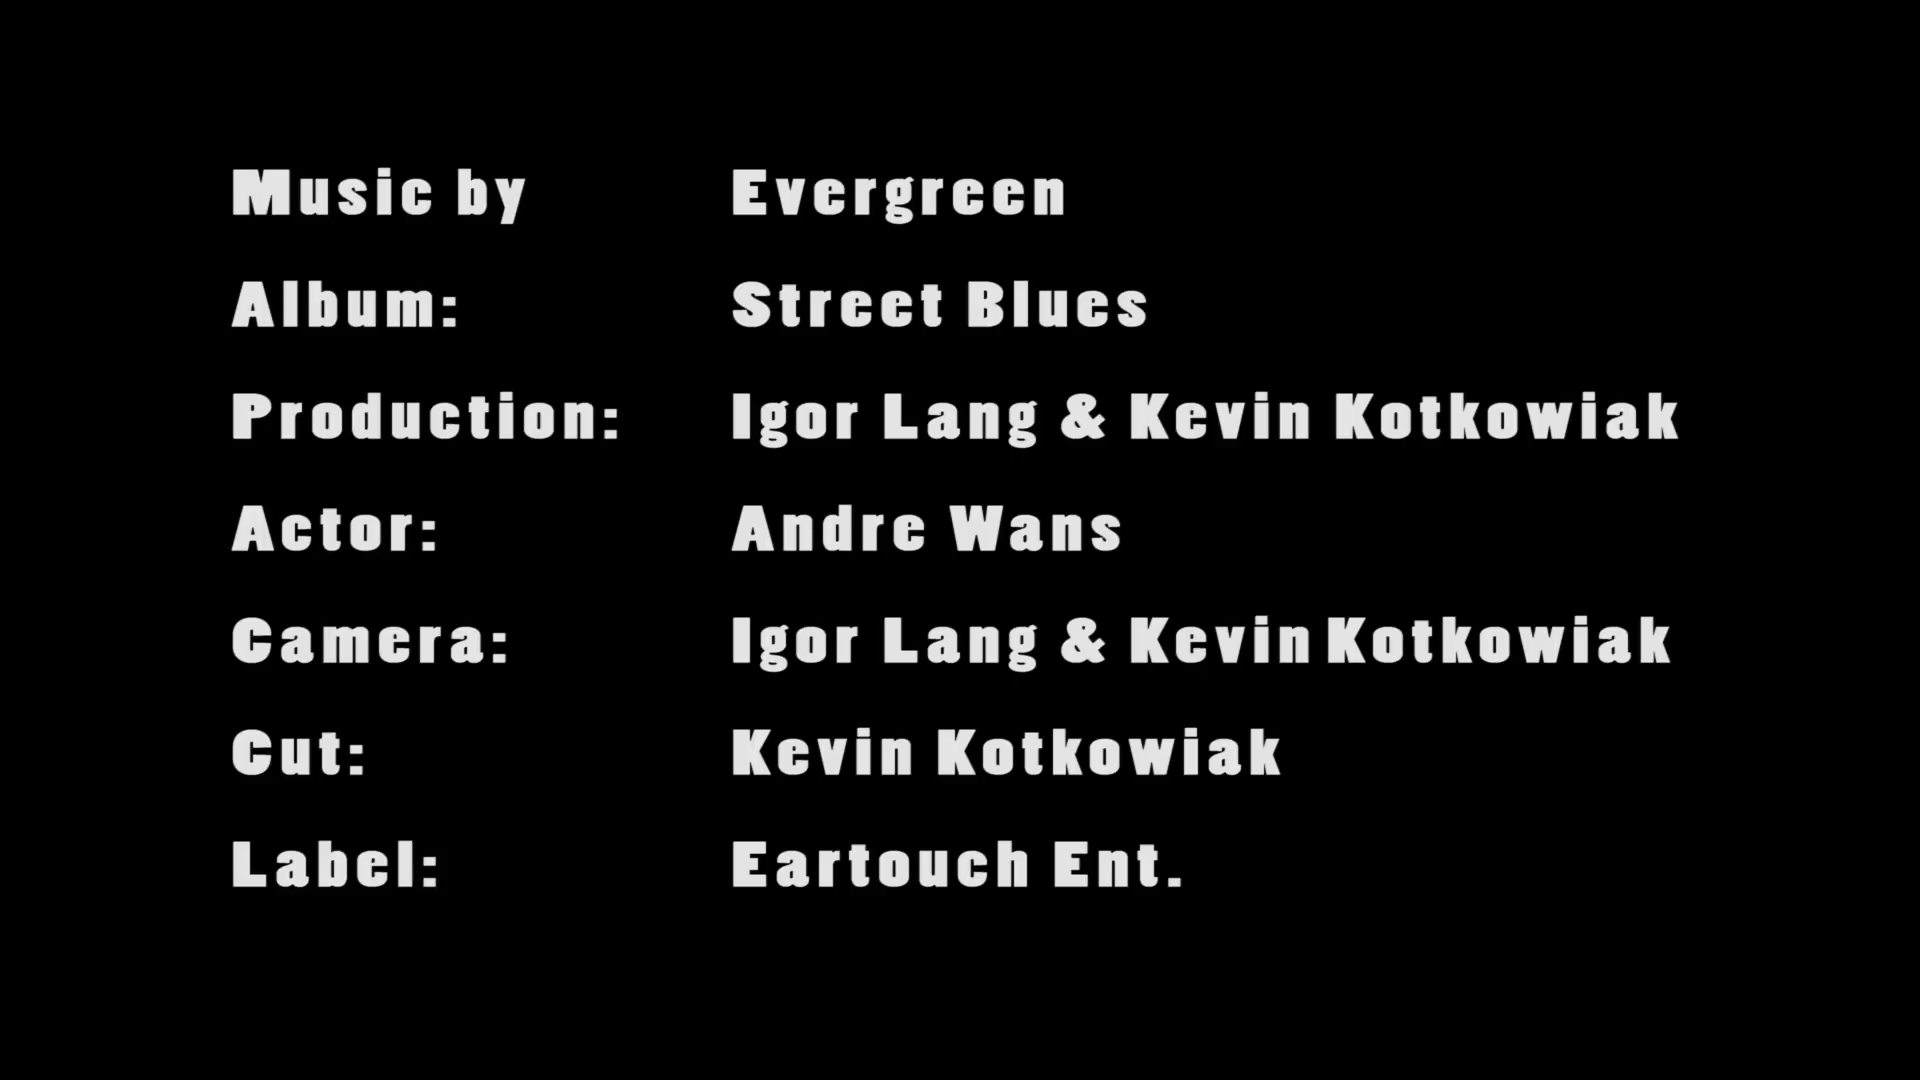 Music by Evergreen
Album: Street Blues
Production: Igor Lang & Kevin Kotkowiak
Actor: Andre Wans
Camera: Igor Lang & Kevin Kotkowiak
Cut: Kevin Kotkowiak
Label: Eartouch Ent.